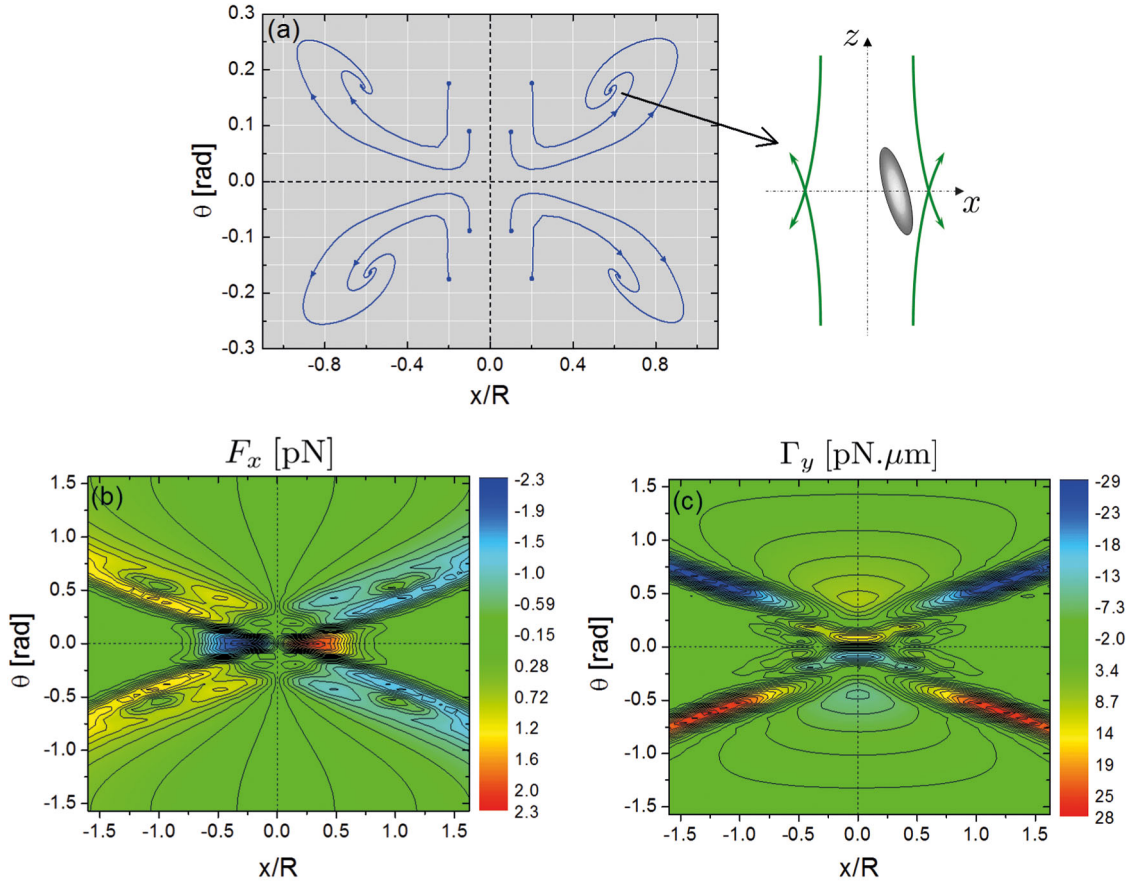 (a)
0.3
0.2
0.1
0.0
-0.1
-0.2
-0.3
θ [rad]
-0.8 -0.4 0.0 0.4 0.8
x/R
z
x
F_x [pN]
(b)
1.5
1.0
0.5
0.0
-0.5
-1.0
-1.5
θ [rad]
-1.5 -1.0 -0.5 0.0 0.5 1.0 1.5
x/R
-2.3
-1.9
-1.5
-1.0
-0.59
-0.15
0.28
0.72
1.2
1.6
2.0
2.3
Γ_y [pN.μm]
(c)
1.5
1.0
0.5
0.0
-0.5
-1.0
-1.5
θ [rad]
-1.5 -1.0 -0.5 0.0 0.5 1.0 1.5
x/R
-29
-23
-18
-13
-7.3
-2.0
3.4
8.7
14
19
25
28